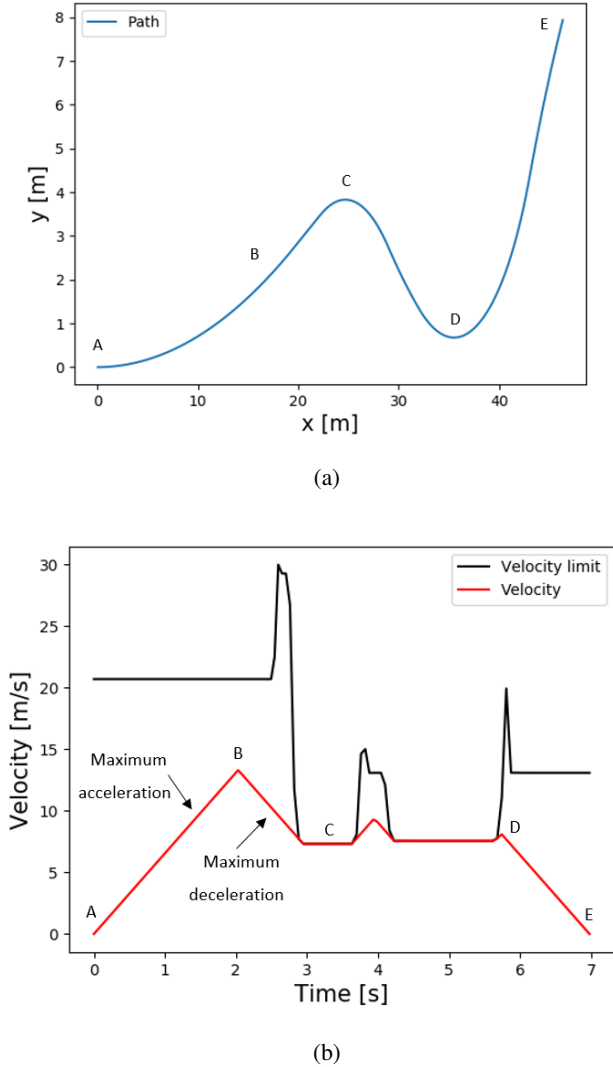 Path
8
7
6
5
4
3
2
1
0
y [m]
A
B
C
D
E
0
10
20
30
40
x [m]
(a)
Velocity limit
Velocity
30
25
20
15
10
5
0
Velocity [m/s]
Maximum
acceleration
Maximum
deceleration
A
B
C
D
E
0
1
2
3
4
5
6
7
Time [s]
(b)